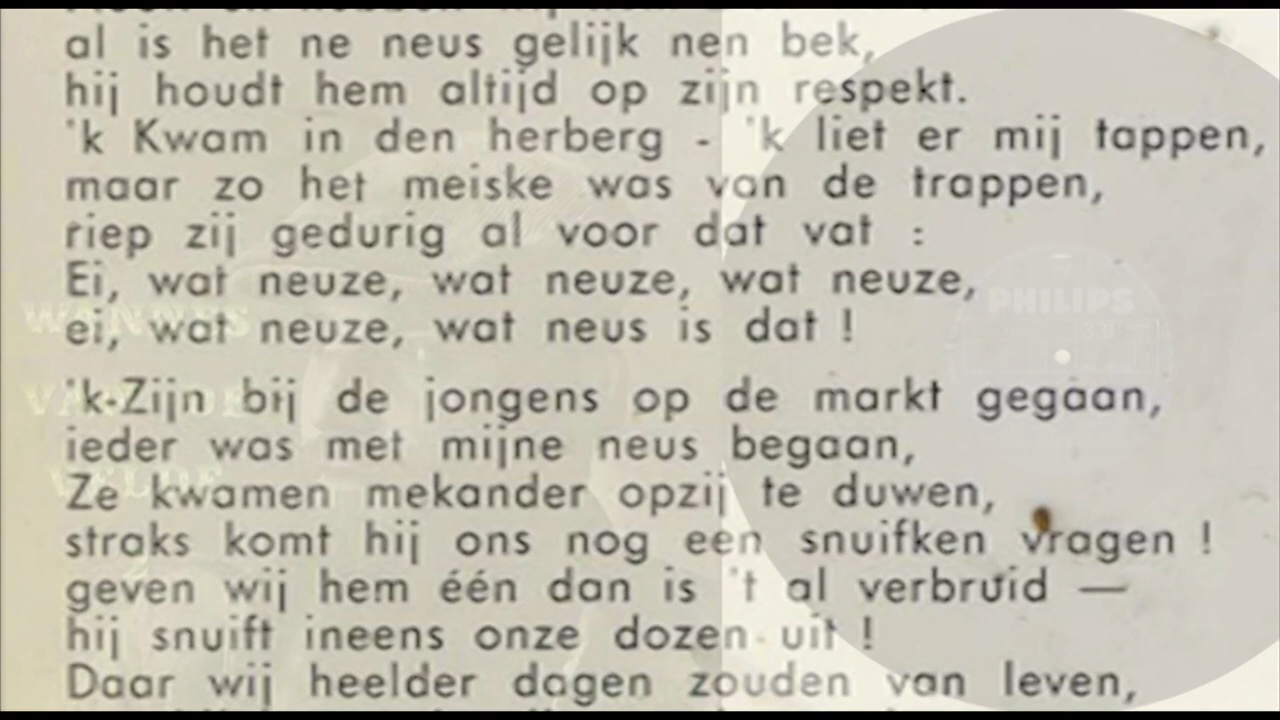 al is het ne neus gelijk nen bek,
hij houdt hem altijd op zijn respekt.
'k Kwam in den herberg - 'k liet er mij tappen,
maar zo het meiske was van de trappen,
riep zij gedurig al voor dat vat :
Ei, wat neuze, wat neuze, wat neuze,
ei, wat neuze, wat neus is dat !
'k-Zijn bij de jongens op de markt gegaan,
ieder was met mijne neus begaan,
Ze kwamen mekander opzij te duwen,
straks komt hij ons nog een snuifken vragen !
geven wij hem één dan is 't al verbruid —
hij snuift ineens onze dozen uit !
Daar wij heelder dagen zouden van leven,
WANNES
VAN DE
VELDE
PHILIPS